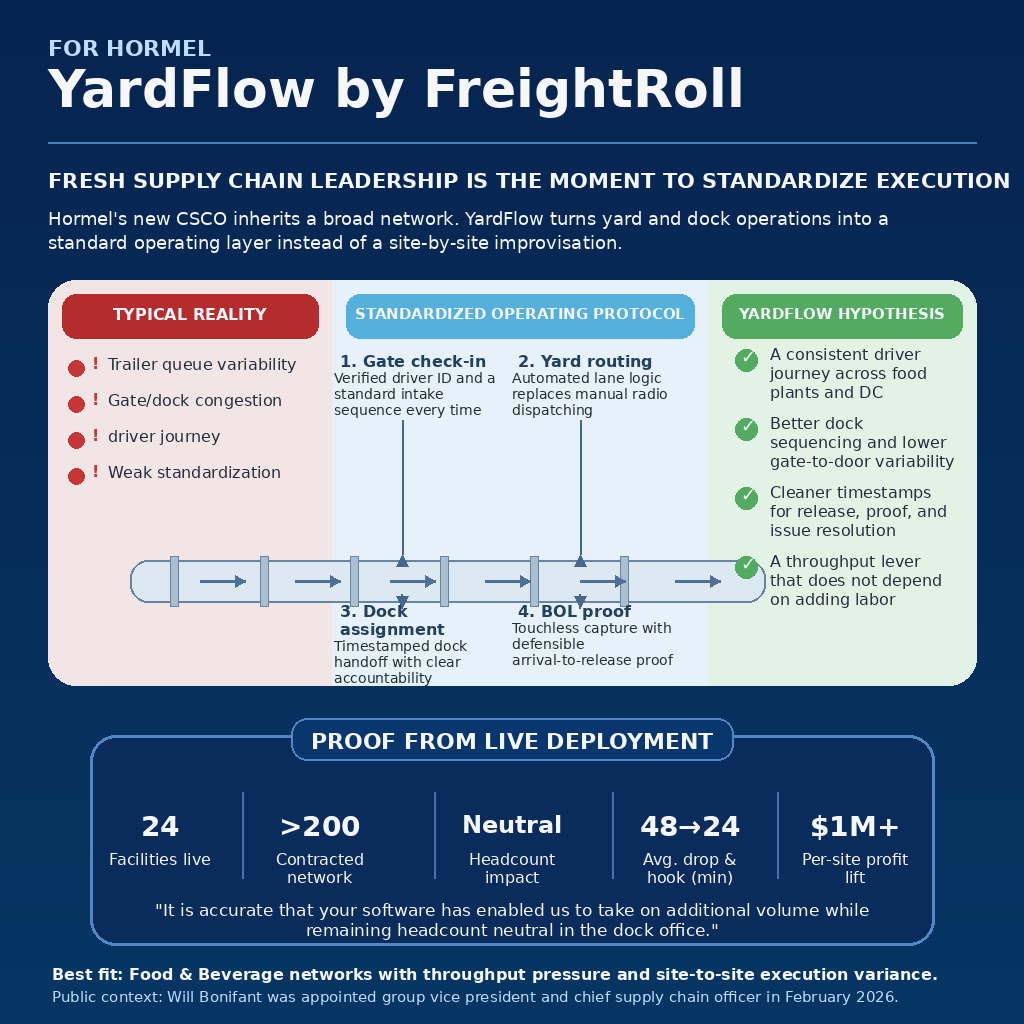 FOR HORMEL
YardFlow by FreightRoll
FRESH SUPPLY CHAIN LEADERSHIP IS THE MOMENT TO STANDARDIZE EXECUTION
Hormel's new CSCO inherits a broad network. YardFlow turns yard and dock operations into a
standard operating layer instead of a site-by-site improvisation.
TYPICAL REALITY
! Trailer queue variability
! Gate/dock congestion
! driver journey
! Weak standardization
STANDARDIZED OPERATING PROTOCOL
1. Gate check-in
Verified driver ID and a
standard intake
sequence every time
2. Yard routing
Automated lane logic
replaces manual radio
dispatching
3. Dock
assignment
Timestamped dock
handoff with clear
accountability
4. BOL proof
Touchless capture with
defensible
arrival-to-release proof
YARDFLOW HYPOTHESIS
✓ A consistent driver
journey across food
plants and DC
✓ Better dock
sequencing and lower
gate-to-door variability
✓ Cleaner timestamps
for release, proof, and
issue resolution
✓ A throughput lever
that does not depend
on adding labor
PROOF FROM LIVE DEPLOYMENT
24
Facilities live
>200
Contracted
network
Neutral
Headcount
impact
48→24
Avg. drop &
hook (min)
$1M+
Per-site profit
lift
"It is accurate that your software has enabled us to take on additional volume while
remaining headcount neutral in the dock office."
Best fit: Food & Beverage networks with throughput pressure and site-to-site execution variance.
Public context: Will Bonifant was appointed group vice president and chief supply chain officer in February 2026.